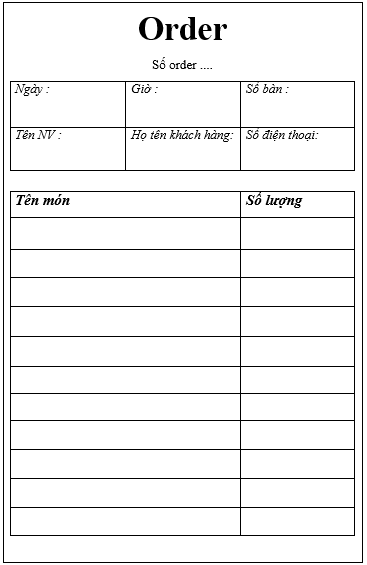 Order
Số order ....
Ngày : Giờ : Số bàn :
Tên NV : Họ tên khách hàng: Số điện thoại:
Tên món Số lượng